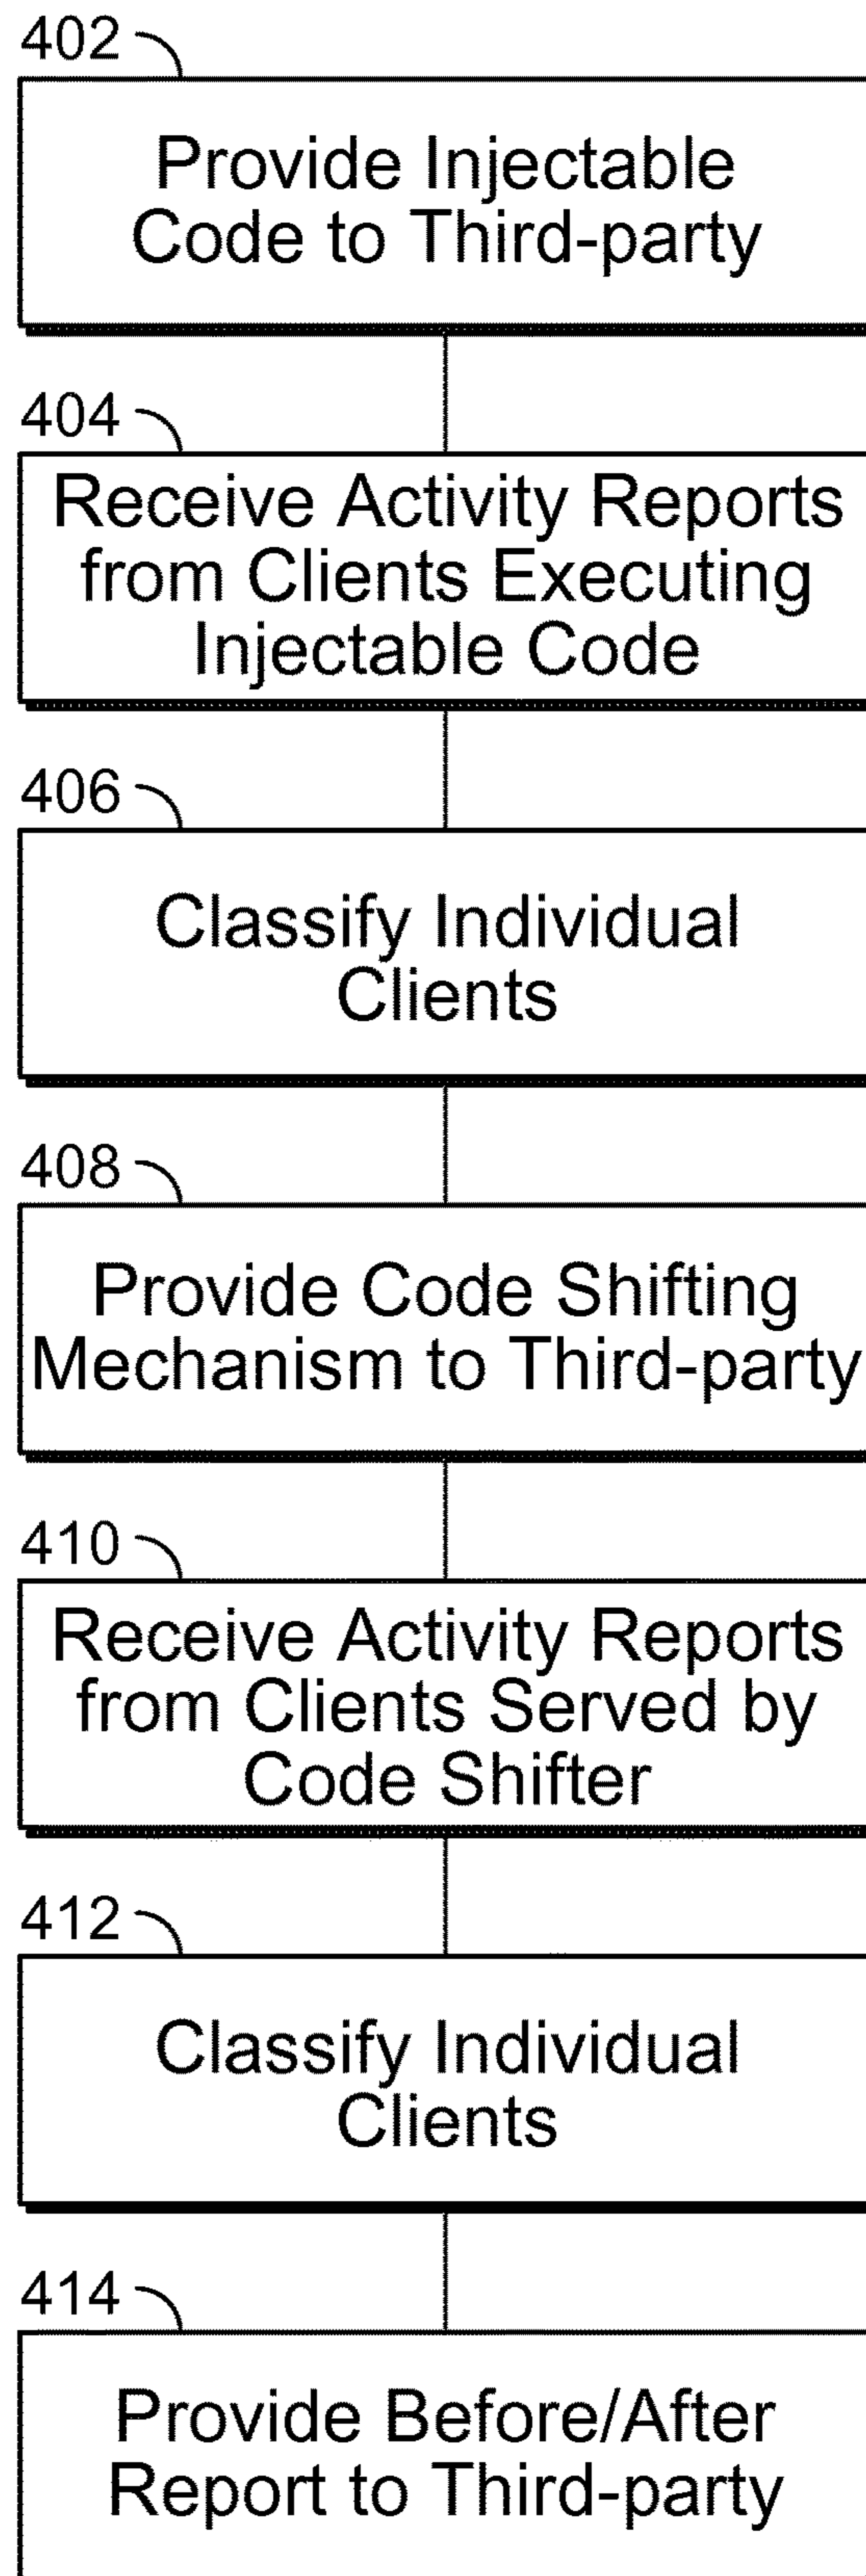 402
Provide Injectable
Code to Third-party
404
Receive Activity Reports
from Clients Executing
Injectable Code
406
Classify Individual
Clients
408
Provide Code Shifting
Mechanism to Third-party
410
Receive Activity Reports
from Clients Served by
Code Shifter
412
Classify Individual
Clients
414
Provide Before/After
Report to Third-party